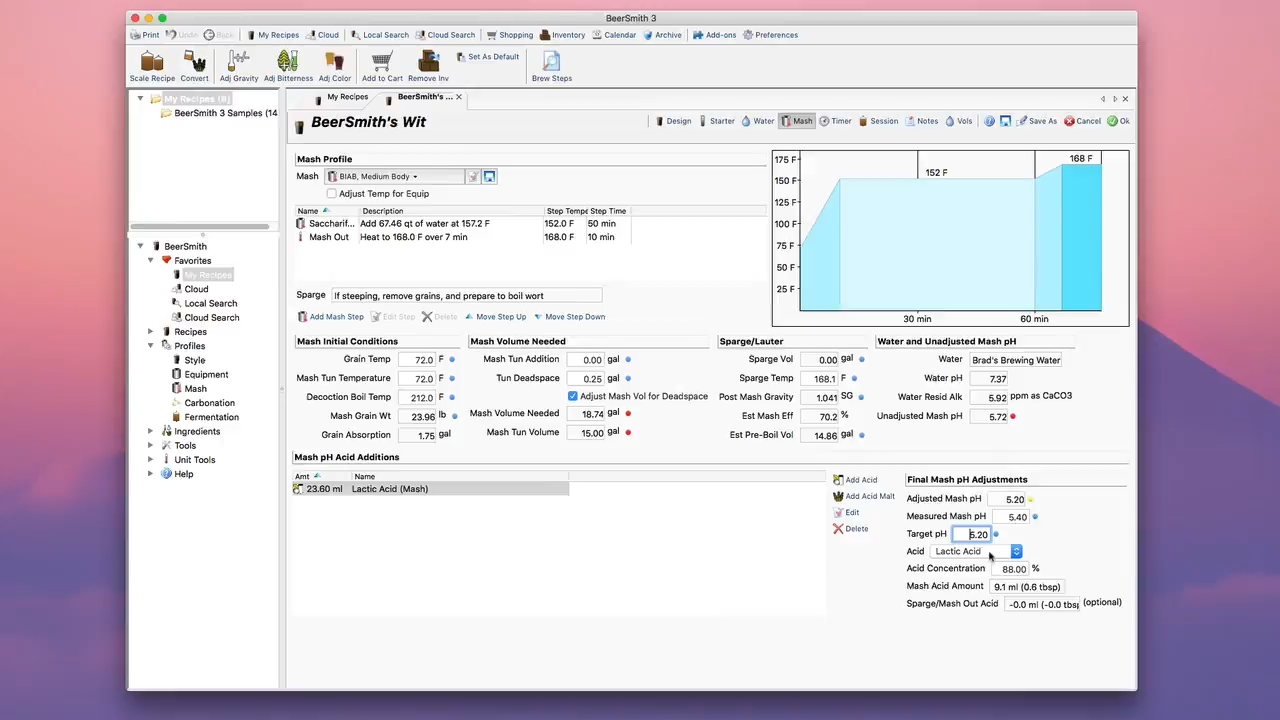 BeerSmith 3
Print Undo Back My Recipes Cloud Local Search Cloud Search Shopping Inventory Calendar Archive Add-ons Preferences
Scale Recipe Convert Adj Gravity Adj Bitterness Adj Color Add to Cart Remove Inv Set As Default Brew Steps
My Recipes (8)
BeerSmith 3 Samples (14
BeerSmith
Favorites
My Recipes
Cloud
Local Search
Cloud Search
Recipes
Profiles
Style
Equipment
Mash
Carbonation
Fermentation
Ingredients
Tools
Unit Tools
Help
My Recipes BeerSmith's ...
BeerSmith's Wit
Design Starter Water Mash Timer Session Notes Vols Save As Cancel Ok
Mash Profile
Mash BIAB, Medium Body
Adjust Temp for Equip
Name Description Step Tempe Step Time
Saccharif... Add 67.46 qt of water at 157.2 F 152.0 F 50 min
Mash Out Heat to 168.0 F over 7 min 168.0 F 10 min
Sparge If steeping, remove grains, and prepare to boil wort
Add Mash Step Edit Step Delete Move Step Up Move Step Down
175 F
150 F
125 F
100 F
75 F
50 F
25 F
152 F
168 F
30 min
60 min
Mash Initial Conditions
Grain Temp 72.0 F
Mash Tun Temperature 72.0 F
Decoction Boil Temp 212.0 F
Mash Grain Wt 23.96 lb
Grain Absorption 1.75 gal
Mash Volume Needed
Mash Tun Addition 0.00 gal
Tun Deadspace 0.25 gal
Adjust Mash Vol for Deadspace
Mash Volume Needed 18.74 gal
Mash Tun Volume 15.00 gal
Sparge/Lauter
Sparge Vol 0.00 gal
Sparge Temp 168.1 F
Post Mash Gravity 1.041 SG
Est Mash Eff 70.2 %
Est Pre-Boil Vol 14.86 gal
Water and Unadjusted Mash pH
Water Brad's Brewing Water
Water pH 7.37
Water Resid Alk 5.92 ppm as CaCO3
Unadjusted Mash pH 5.72
Mash pH Acid Additions
Amt Name
23.60 ml Lactic Acid (Mash)
Add Acid
Add Acid Malt
Edit
Delete
Final Mash pH Adjustments
Adjusted Mash pH 5.20
Measured Mash pH 5.40
Target pH 5.20
Acid Lactic Acid
Acid Concentration 88.00 %
Mash Acid Amount 9.1 ml (0.6 tbsp)
Sparge/Mash Out Acid -0.0 ml (-0.0 tbsp (optional)